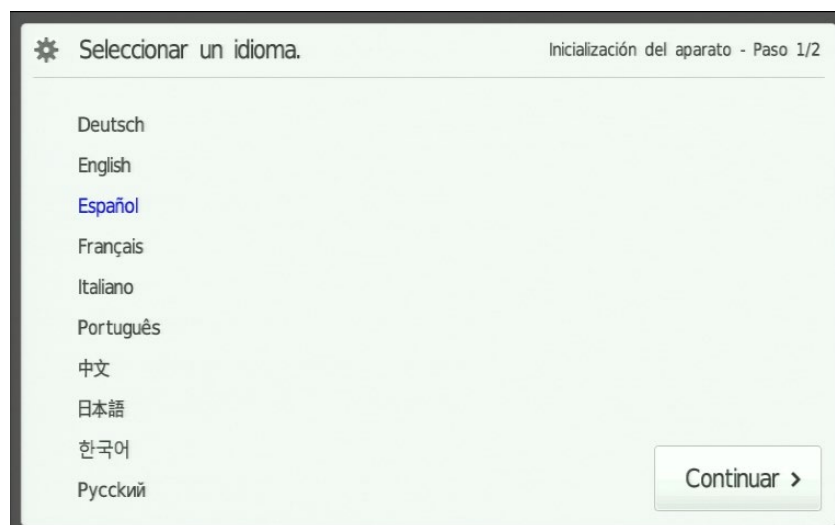 Seleccionar un idioma.
Inicialización del aparato - Paso 1/2
Deutsch
English
Español
Français
Italiano
Português
中文
日本語
한국어
Русский
Continuar >